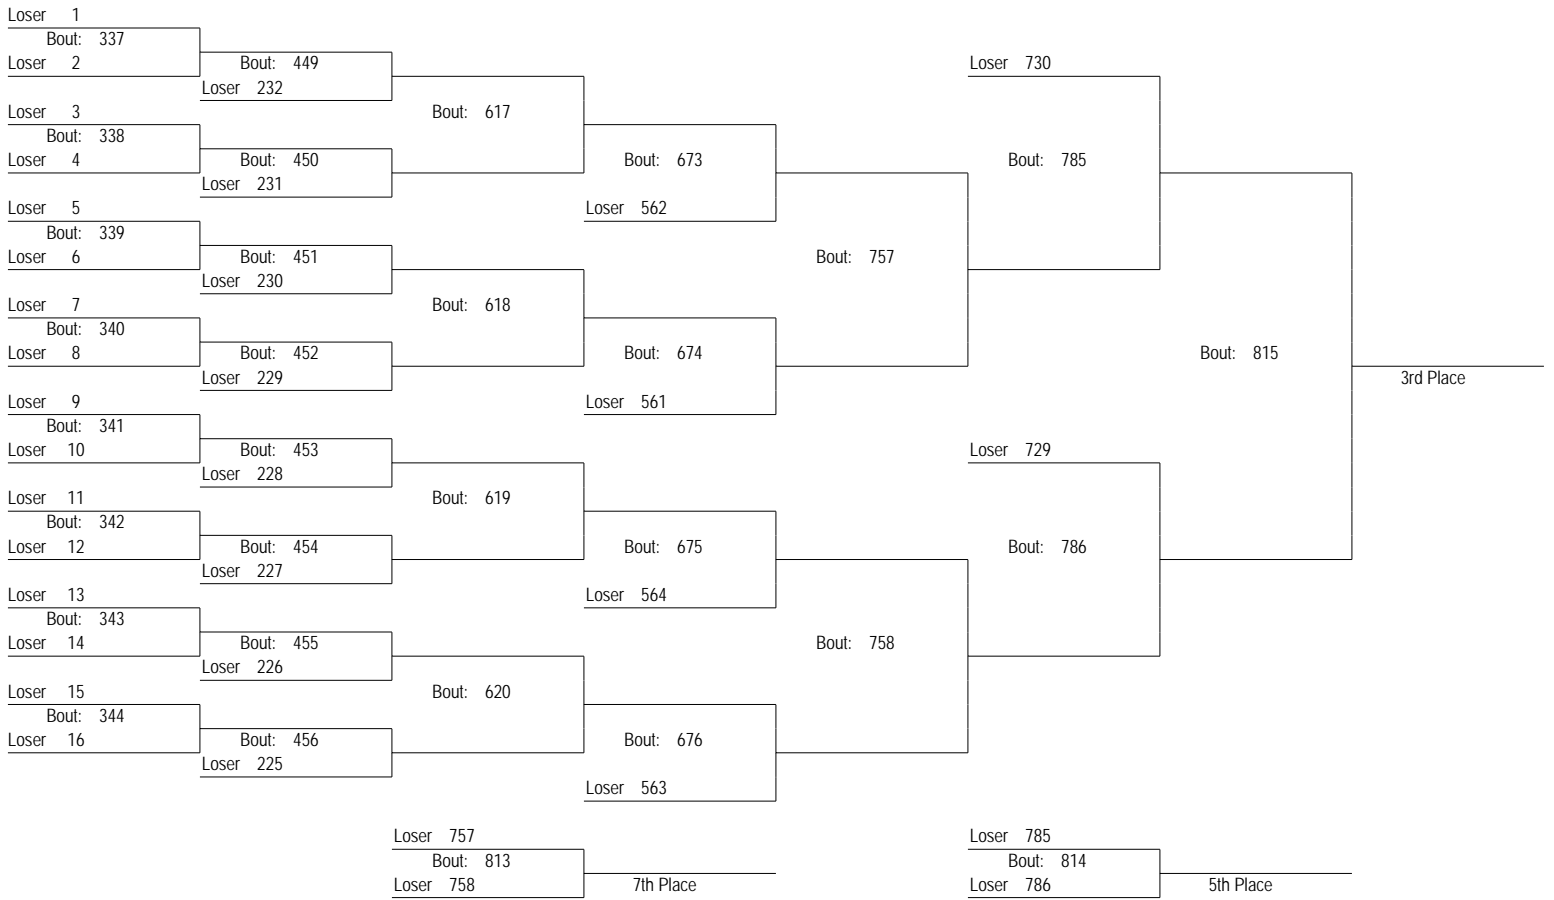 Loser 1
Bout: 337
Loser 2
Bout: 449
Loser 730
Loser 232
Loser 3
Bout: 617
Bout: 338
Loser 4
Bout: 450
Bout: 673
Bout: 785
Loser 231
Loser 5
Loser 562
Bout: 339
Loser 6
Bout: 451
Bout: 757
Loser 230
Loser 7
Bout: 618
Bout: 340
Loser 8
Bout: 452
Bout: 674
Bout: 815
Loser 229
3rd Place
Loser 9
Loser 561
Bout: 341
Loser 10
Bout: 453
Loser 729
Loser 228
Loser 11
Bout: 619
Bout: 342
Loser 12
Bout: 454
Bout: 675
Bout: 786
Loser 227
Loser 13
Loser 564
Bout: 343
Loser 14
Bout: 455
Bout: 758
Loser 226
Loser 15
Bout: 620
Bout: 344
Loser 16
Bout: 456
Bout: 676
Loser 225
Loser 563
Loser 757
Bout: 813
Loser 758
7th Place
Loser 785
Bout: 814
Loser 786
5th Place